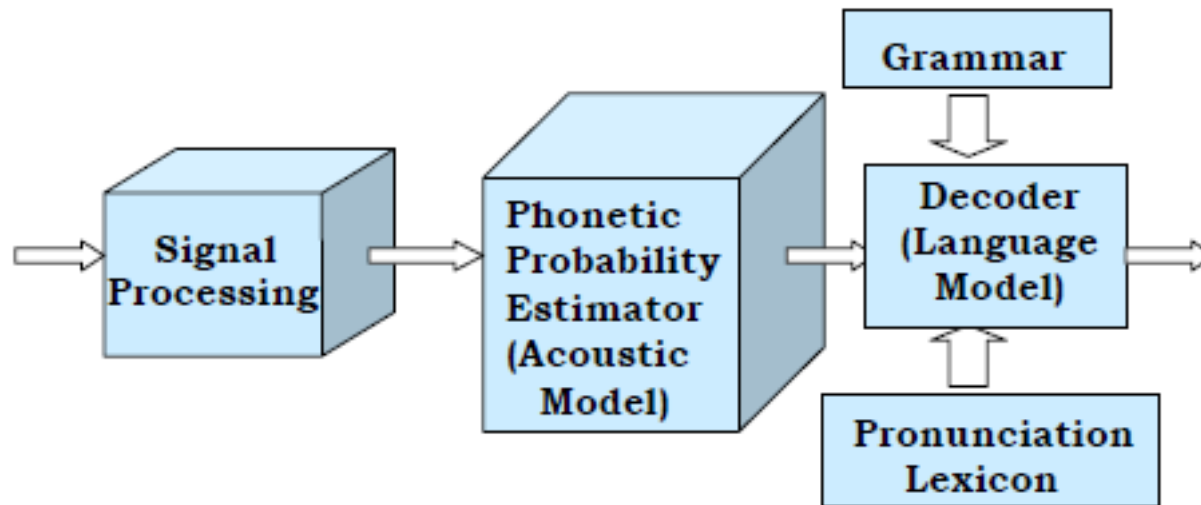 Signal
Processing
Phonetic
Probability
Estimator
(Acoustic
Model)
Grammar
Decoder
(Language
Model)
Pronunciation
Lexicon